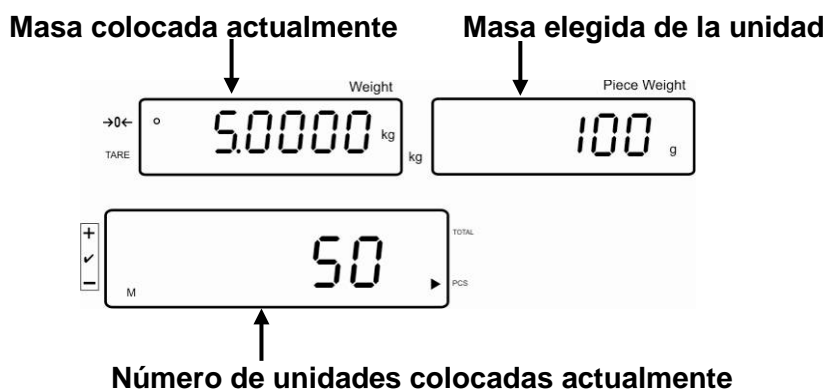 Masa colocada actualmente
Masa elegida de la unidad
Weight
Piece Weight
→0←
TARE
5.0000 kg
kg
100 g
+
✔
−
50
TOTAL
PCS
M
Número de unidades colocadas actualmente